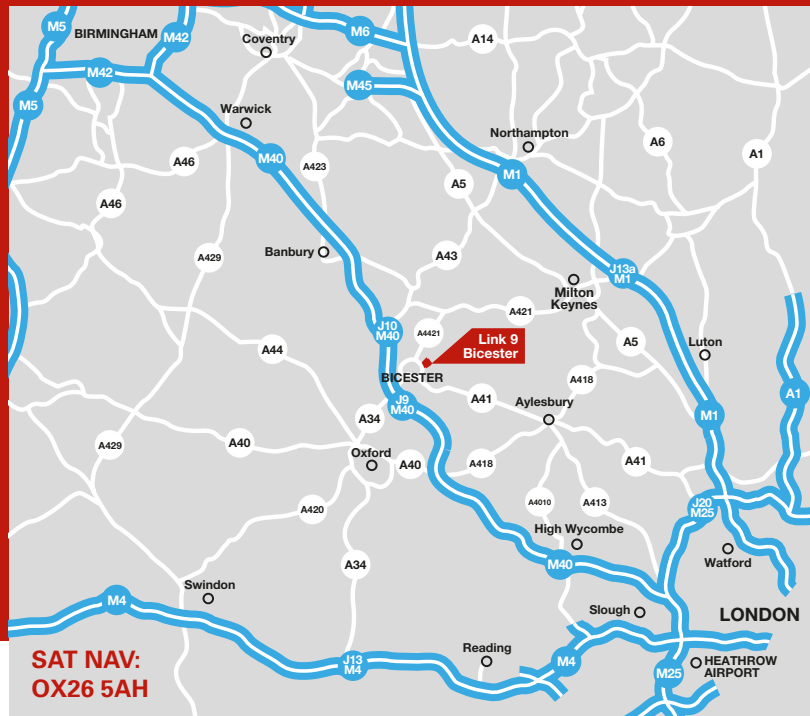 M5
BIRMINGHAM
M42
Coventry
M6
A14
M42
M5
M45
Warwick
Northampton
A6
A1
M40
A46
A423
M1
A5
A46
A429
Banbury
A43
J13a
M1
Milton
Keynes
A421
J10
M40
A4421
Link 9
Bicester
A5
Luton
A44
BICESTER
A418
A1
J9
M40
A41
Aylesbury
M1
A34
A429
A40
Oxford
A40
A418
A41
A420
A4010
A413
J20
M25
High Wycombe
Watford
A34
M40
Swindon
M4
Slough
LONDON
Reading
J13
M4
M4
HEATHROW
AIRPORT
M25
SAT NAV:
OX26 5AH